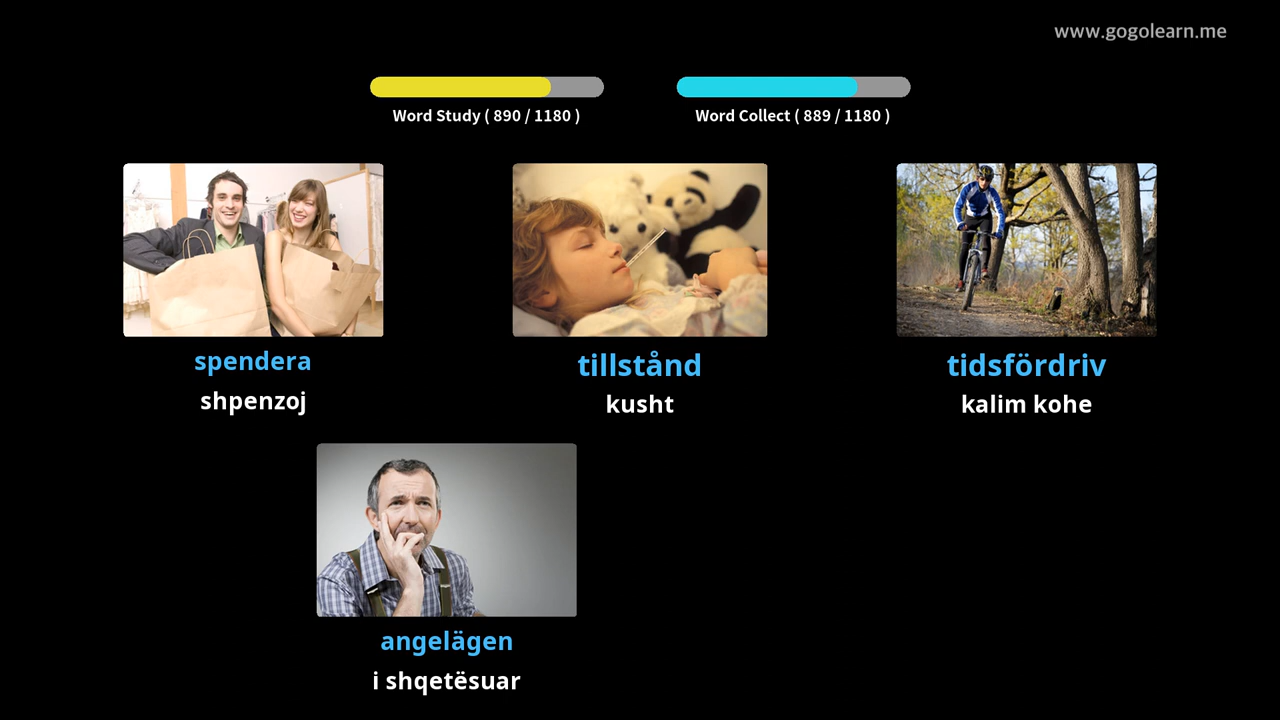 www.gogolearn.me
Word Study ( 890 / 1180 )
Word Collect ( 889 / 1180 )
spendera
shpenzoj
tillstånd
kusht
tidsfördriv
kalim kohe
angelägen
i shqetësuar